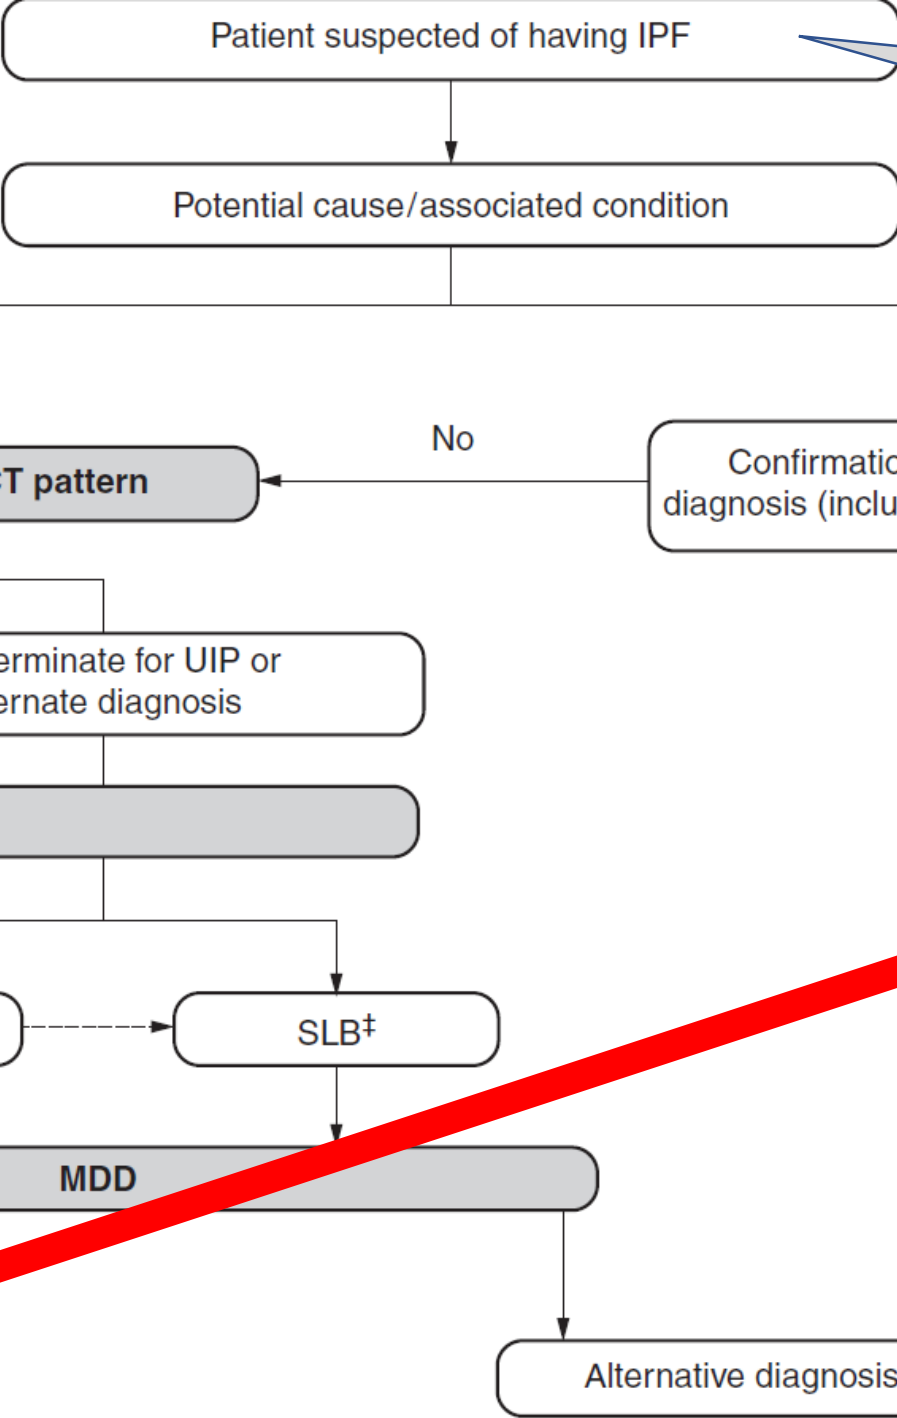 Patient suspected of having IPF
Potential cause/associated condition
No
CT pattern
Confirmatio
diagnosis (inclu
erminate for UIP or
ernate diagnosis
SLB‡
MDD
Alternative diagnosis